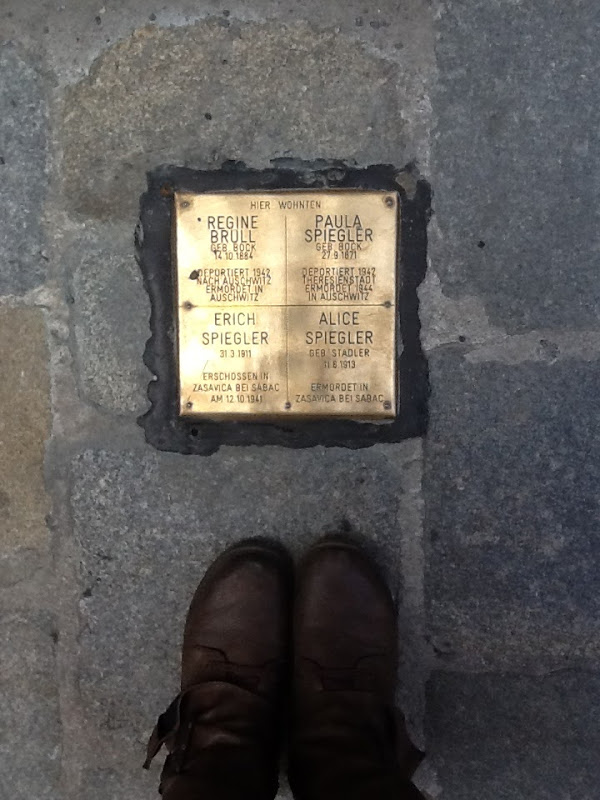 HIER WOHNTEN
REGINE
BRÜLL
GEB. BOCK
14.10.1884
DEPORTIERT 1942
NACH AUSCHWITZ
ERMORDET IN
AUSCHWITZ
PAULA
SPIEGLER
GEB. BOCK
27.9.1871
DEPORTIERT 1942
THERESIENSTADT
ERMORDET 1944
IN AUSCHWITZ
ERICH
SPIEGLER
31.3.1911
ERSCHOSSEN IN
ZASAVICA BEI SABAC
AM 12.10.1941
ALICE
SPIEGLER
GEB. STADLER
11.8.1913
ERMORDET IN
ZASAVICA BEI SABAC